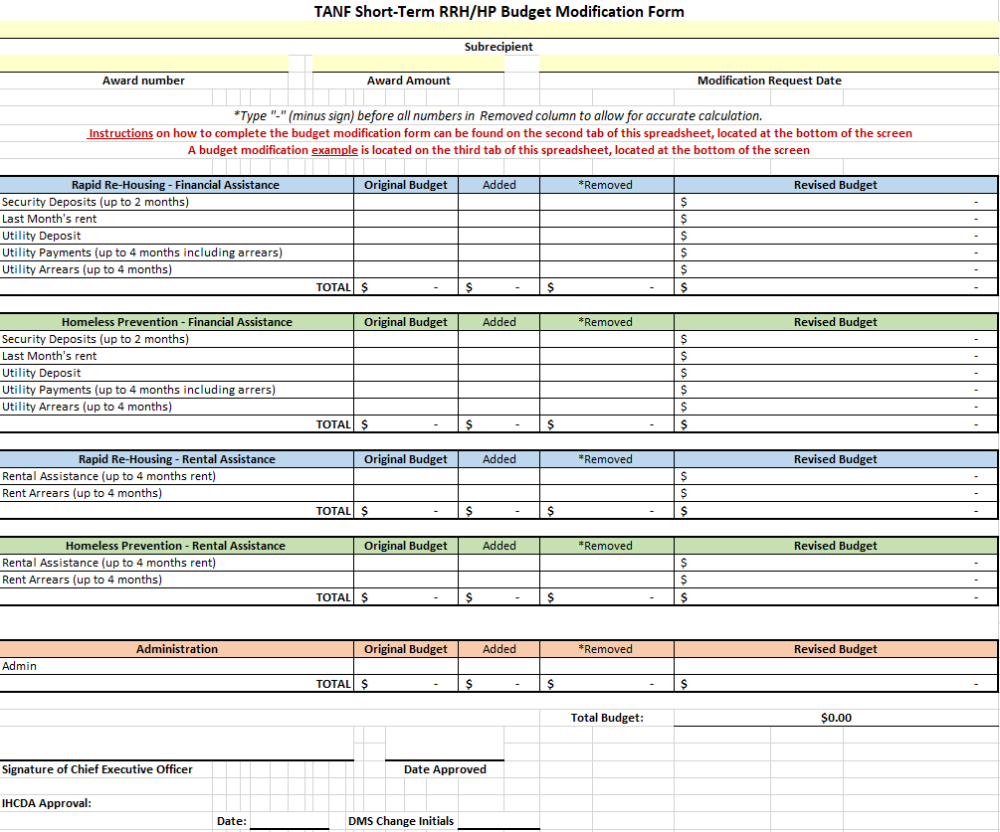 TANF Short-Term RRH/HP Budget Modification Form
Subrecipient
Award number Award Amount Modification Request Date
*Type "-" (minus sign) before all numbers in Removed column to allow for accurate calculation.
Instructions on how to complete the budget modification form can be found on the second tab of this spreadsheet, located at the bottom of the screen
A budget modification example is located on the third tab of this spreadsheet, located at the bottom of the screen
Rapid Re-Housing - Financial Assistance Original Budget Added *Removed Revised Budget
Security Deposits (up to 2 months) $ -
Last Month's rent $ -
Utility Deposit $ -
Utility Payments (up to 4 months including arrears) $ -
Utility Arrears (up to 4 months) $ -
TOTAL $ - $ - $ - $ -
Homeless Prevention - Financial Assistance Original Budget Added *Removed Revised Budget
Security Deposits (up to 2 months) $ -
Last Month's rent $ -
Utility Deposit $ -
Utility Payments (up to 4 months including arrers) $ -
Utility Arrears (up to 4 months) $ -
TOTAL $ - $ - $ - $ -
Rapid Re-Housing - Rental Assistance Original Budget Added *Removed Revised Budget
Rental Assistance (up to 4 months rent) $ -
Rent Arrears (up to 4 months) $ -
TOTAL $ - $ - $ - $ -
Homeless Prevention - Rental Assistance Original Budget Added *Removed Revised Budget
Rental Assistance (up to 4 months rent) $ -
Rent Arrears (up to 4 months) $ -
TOTAL $ - $ - $ - $ -
Administration Original Budget Added *Removed Revised Budget
Admin
TOTAL $ - $ - $ - $ -
Total Budget: $0.00
Signature of Chief Executive Officer Date Approved
IHCDA Approval:
Date: DMS Change Initials